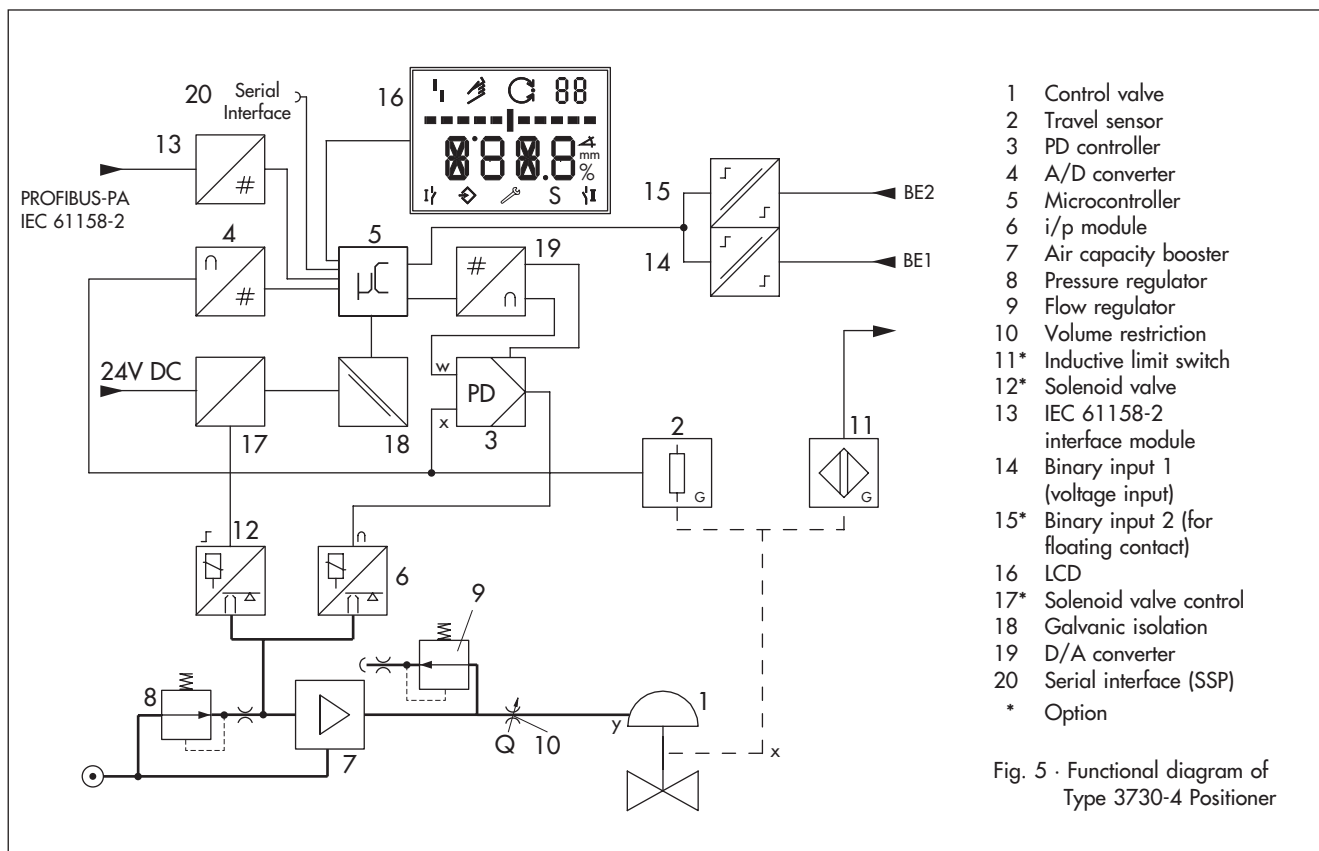 20 Serial Interface
16
88
8.88.8
mm
%
S
13
#
PROFIBUS-PA
IEC 61158-2
4
#
5
µC
19
#
15
BE2
14
BE1
24V DC
17
18
w
PD
x
3
2
G
11
G
12
6
9
8
7
Q
10
y
1
x
1 Control valve
2 Travel sensor
3 PD controller
4 A/D converter
5 Microcontroller
6 i/p module
7 Air capacity booster
8 Pressure regulator
9 Flow regulator
10 Volume restriction
11* Inductive limit switch
12* Solenoid valve
13 IEC 61158-2
interface module
14 Binary input 1
(voltage input)
15* Binary input 2 (for
floating contact)
16 LCD
17* Solenoid valve control
18 Galvanic isolation
19 D/A converter
20 Serial interface (SSP)
* Option
Fig. 5 · Functional diagram of
Type 3730-4 Positioner